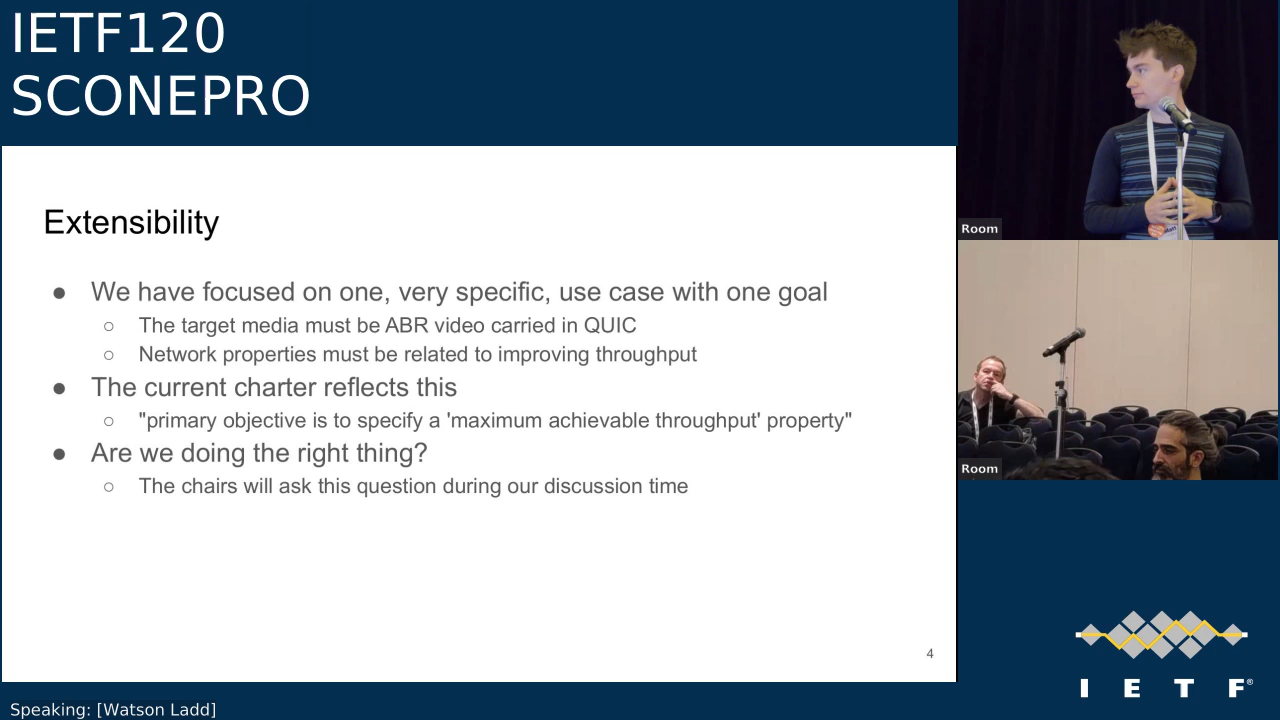 IETF120
SCONEPRO
Extensibility
● We have focused on one, very specific, use case with one goal
○ The target media must be ABR video carried in QUIC
○ Network properties must be related to improving throughput
● The current charter reflects this
○ "primary objective is to specify a 'maximum achievable throughput' property"
● Are we doing the right thing?
○ The chairs will ask this question during our discussion time
4
Room
Room
I E T F®
Speaking: [Watson Ladd]